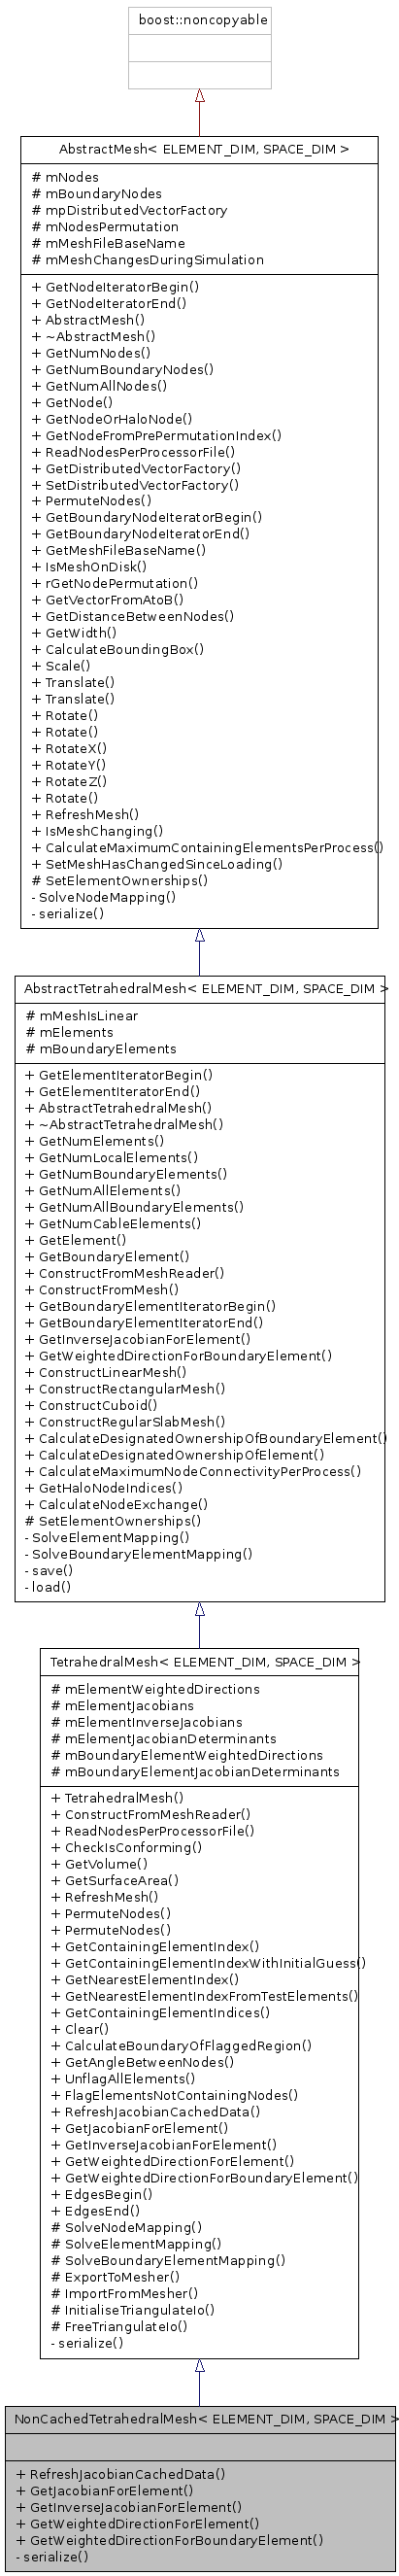 boost::noncopyable
AbstractMesh< ELEMENT_DIM, SPACE_DIM >
# mNodes
# mBoundaryNodes
# mpDistributedVectorFactory
# mNodesPermutation
# mMeshFileBaseName
# mMeshChangesDuringSimulation
+ GetNodeIteratorBegin()
+ GetNodeIteratorEnd()
+ AbstractMesh()
+ ~AbstractMesh()
+ GetNumNodes()
+ GetNumBoundaryNodes()
+ GetNumAllNodes()
+ GetNode()
+ GetNodeOrHaloNode()
+ GetNodeFromPrePermutationIndex()
+ ReadNodesPerProcessorFile()
+ GetDistributedVectorFactory()
+ SetDistributedVectorFactory()
+ PermuteNodes()
+ GetBoundaryNodeIteratorBegin()
+ GetBoundaryNodeIteratorEnd()
+ GetMeshFileBaseName()
+ IsMeshOnDisk()
+ rGetNodePermutation()
+ GetVectorFromAtoB()
+ GetDistanceBetweenNodes()
+ GetWidth()
+ CalculateBoundingBox()
+ Scale()
+ Translate()
+ Translate()
+ Rotate()
+ Rotate()
+ RotateX()
+ RotateY()
+ RotateZ()
+ Rotate()
+ RefreshMesh()
+ IsMeshChanging()
+ CalculateMaximumContainingElementsPerProcess()
+ SetMeshHasChangedSinceLoading()
# SetElementOwnerships()
- SolveNodeMapping()
- serialize()
AbstractTetrahedralMesh< ELEMENT_DIM, SPACE_DIM >
# mMeshIsLinear
# mElements
# mBoundaryElements
+ GetElementIteratorBegin()
+ GetElementIteratorEnd()
+ AbstractTetrahedralMesh()
+ ~AbstractTetrahedralMesh()
+ GetNumElements()
+ GetNumLocalElements()
+ GetNumBoundaryElements()
+ GetNumAllElements()
+ GetNumAllBoundaryElements()
+ GetNumCableElements()
+ GetElement()
+ GetBoundaryElement()
+ ConstructFromMeshReader()
+ ConstructFromMesh()
+ GetBoundaryElementIteratorBegin()
+ GetBoundaryElementIteratorEnd()
+ GetInverseJacobianForElement()
+ GetWeightedDirectionForBoundaryElement()
+ ConstructLinearMesh()
+ ConstructRectangularMesh()
+ ConstructCuboid()
+ ConstructRegularSlabMesh()
+ CalculateDesignatedOwnershipOfBoundaryElement()
+ CalculateDesignatedOwnershipOfElement()
+ CalculateMaximumNodeConnectivityPerProcess()
+ GetHaloNodeIndices()
+ CalculateNodeExchange()
# SetElementOwnerships()
- SolveElementMapping()
- SolveBoundaryElementMapping()
- save()
- load()
TetrahedralMesh< ELEMENT_DIM, SPACE_DIM >
# mElementWeightedDirections
# mElementJacobians
# mElementInverseJacobians
# mElementJacobianDeterminants
# mBoundaryElementWeightedDirections
# mBoundaryElementJacobianDeterminants
+ TetrahedralMesh()
+ ConstructFromMeshReader()
+ ReadNodesPerProcessorFile()
+ CheckIsConforming()
+ GetVolume()
+ GetSurfaceArea()
+ RefreshMesh()
+ PermuteNodes()
+ PermuteNodes()
+ GetContainingElementIndex()
+ GetContainingElementIndexWithInitialGuess()
+ GetNearestElementIndex()
+ GetNearestElementIndexFromTestElements()
+ GetContainingElementIndices()
+ Clear()
+ CalculateBoundaryOfFlaggedRegion()
+ GetAngleBetweenNodes()
+ UnflagAllElements()
+ FlagElementsNotContainingNodes()
+ RefreshJacobianCachedData()
+ GetJacobianForElement()
+ GetInverseJacobianForElement()
+ GetWeightedDirectionForElement()
+ GetWeightedDirectionForBoundaryElement()
+ EdgesBegin()
+ EdgesEnd()
# SolveNodeMapping()
# SolveElementMapping()
# SolveBoundaryElementMapping()
# ExportToMesher()
# ImportFromMesher()
# InitialiseTriangulateIo()
# FreeTriangulateIo()
- serialize()
NonCachedTetrahedralMesh< ELEMENT_DIM, SPACE_DIM >
+ RefreshJacobianCachedData()
+ GetJacobianForElement()
+ GetInverseJacobianForElement()
+ GetWeightedDirectionForElement()
+ GetWeightedDirectionForBoundaryElement()
- serialize()